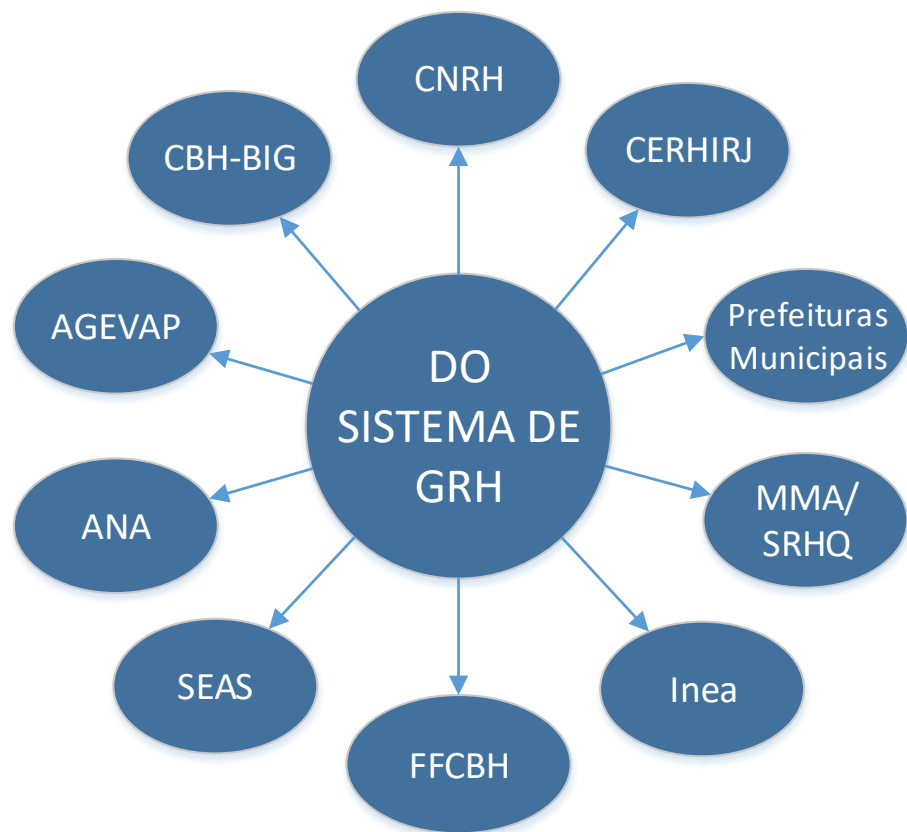 CNRH
CBH-BIG
CERHIRJ
AGEVAP
Prefeituras
Municipais
DO
SISTEMA DE
GRH
ANA
MMA/
SRHQ
SEAS
Inea
FFCBH